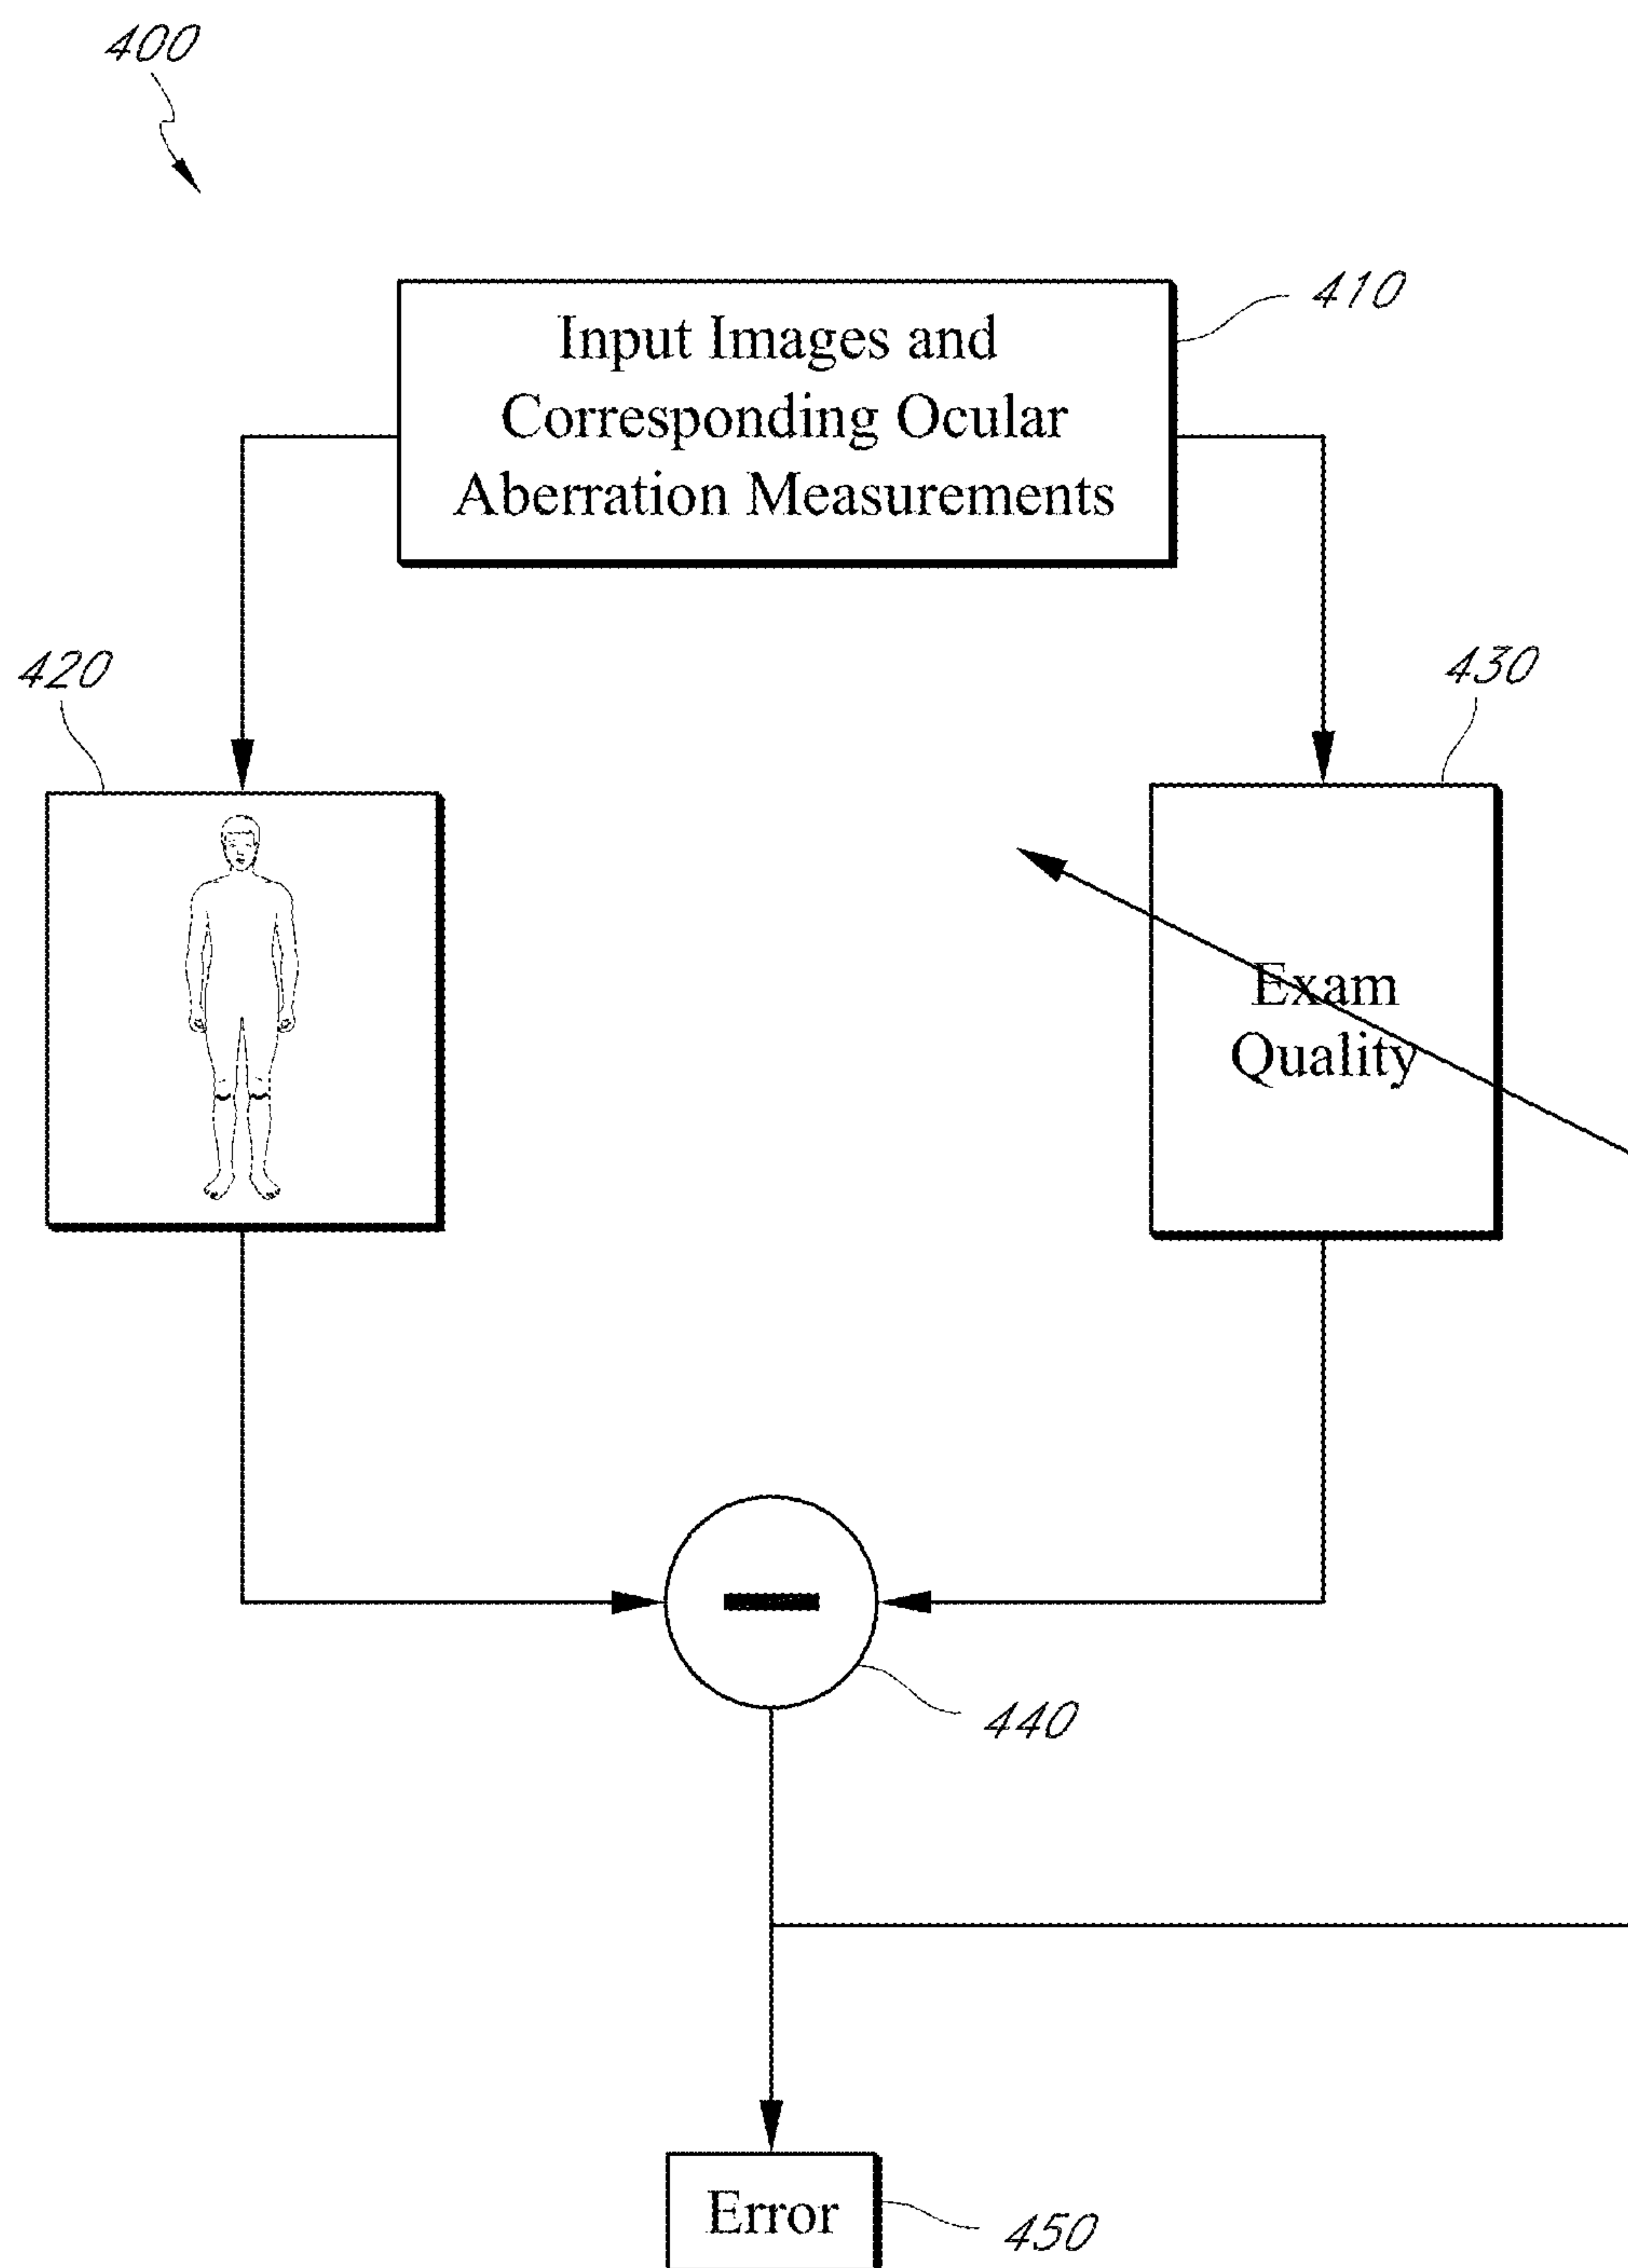 400
410
Input Images and
Corresponding Ocular
Aberration Measurements
420
430
Exam
Quality
440
Error
450